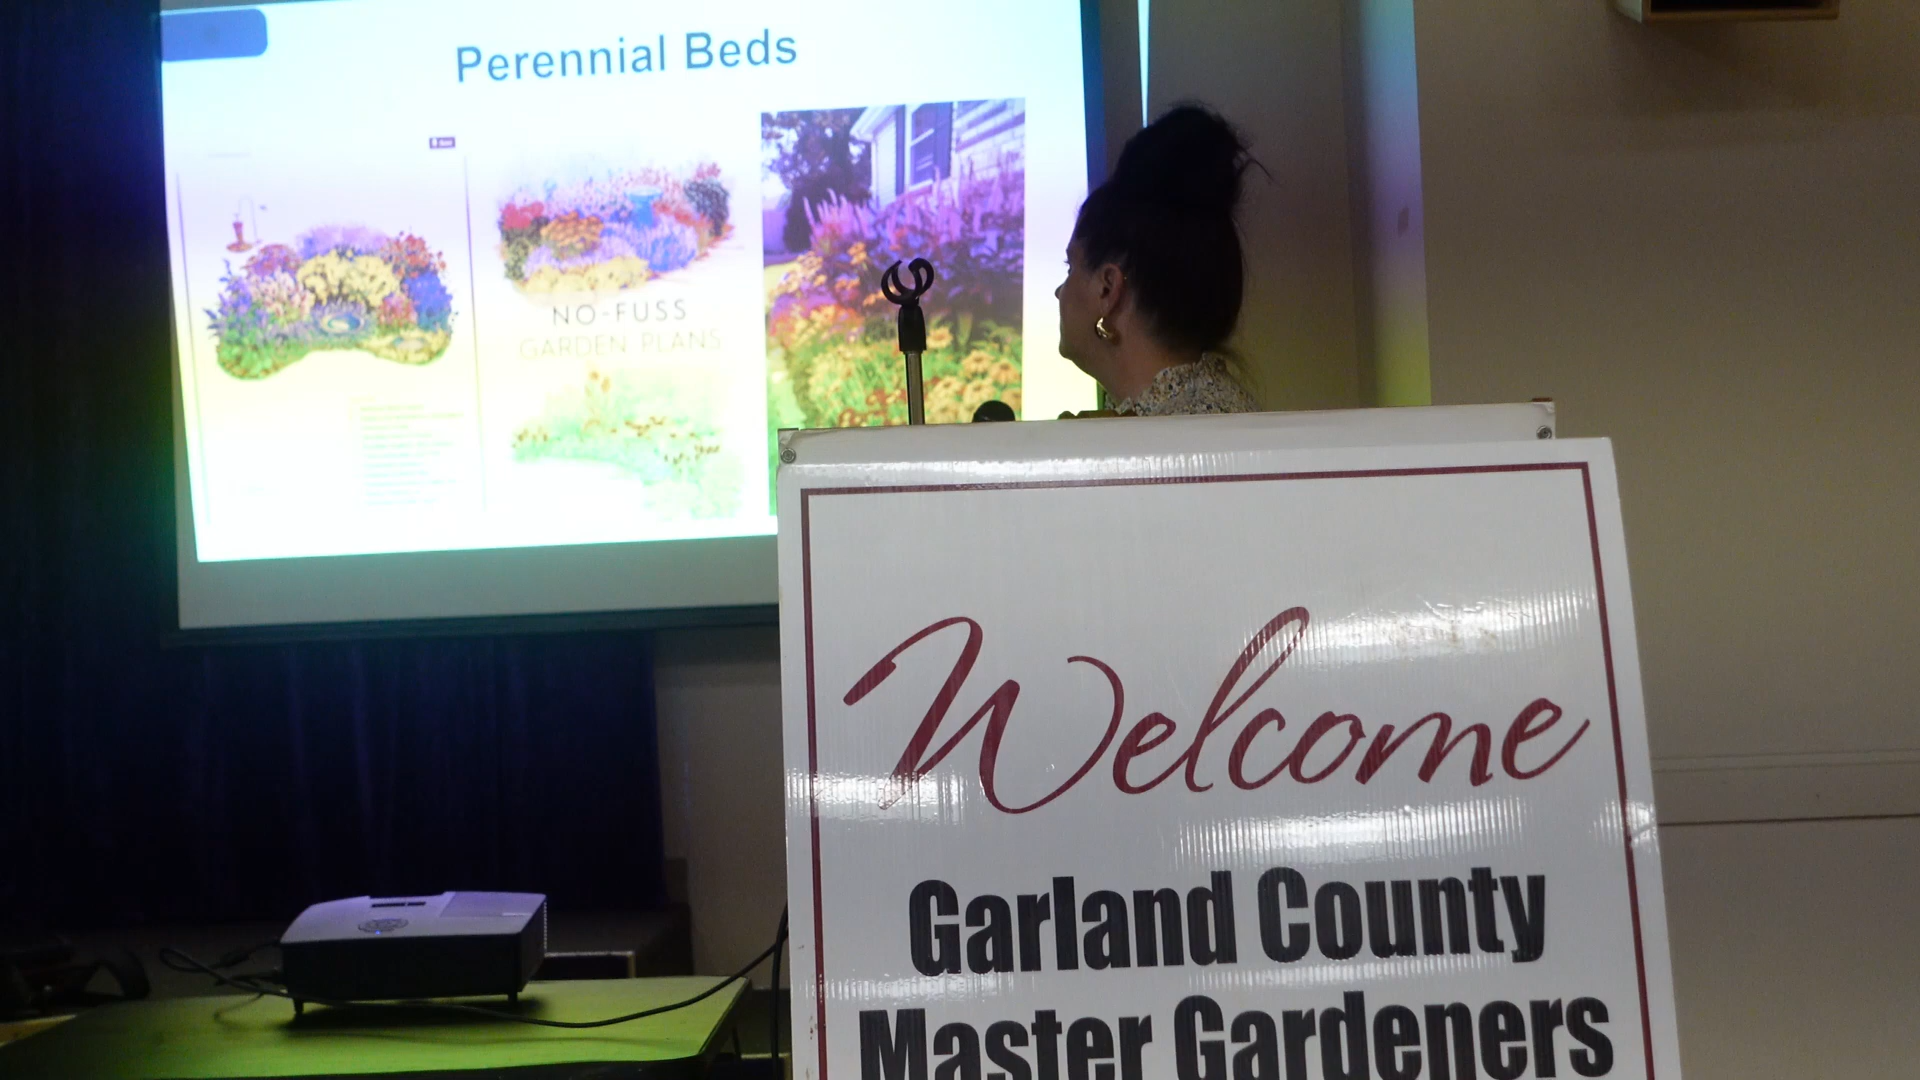 Perennial Beds
NO-FUSS
GARDEN PLANS
Welcome
Garland County
Master Gardeners